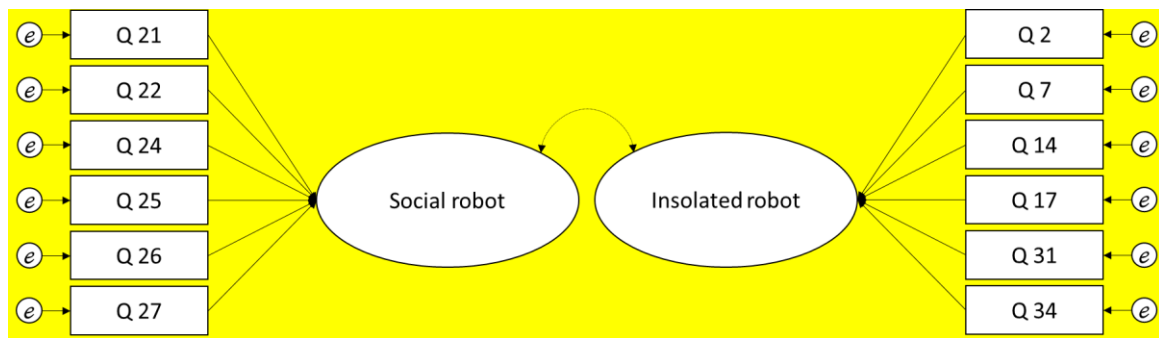 e Q 21 Q 2 e
e Q 22 Q 7 e
e Q 24 Q 14 e
e Q 25 Social robot Insolated robot Q 17 e
e Q 26 Q 31 e
e Q 27 Q 34 e